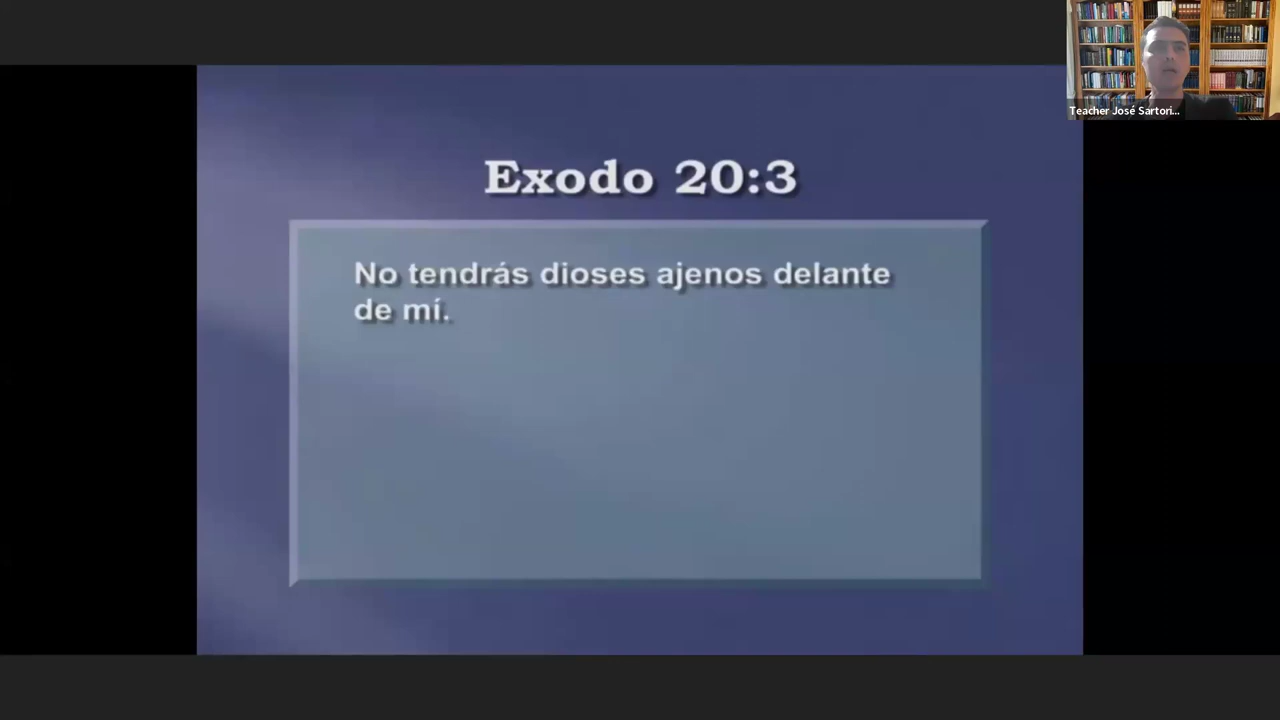 Teacher José Sartori...
Exodo 20:3
No tendrás dioses ajenos delante
de mí.